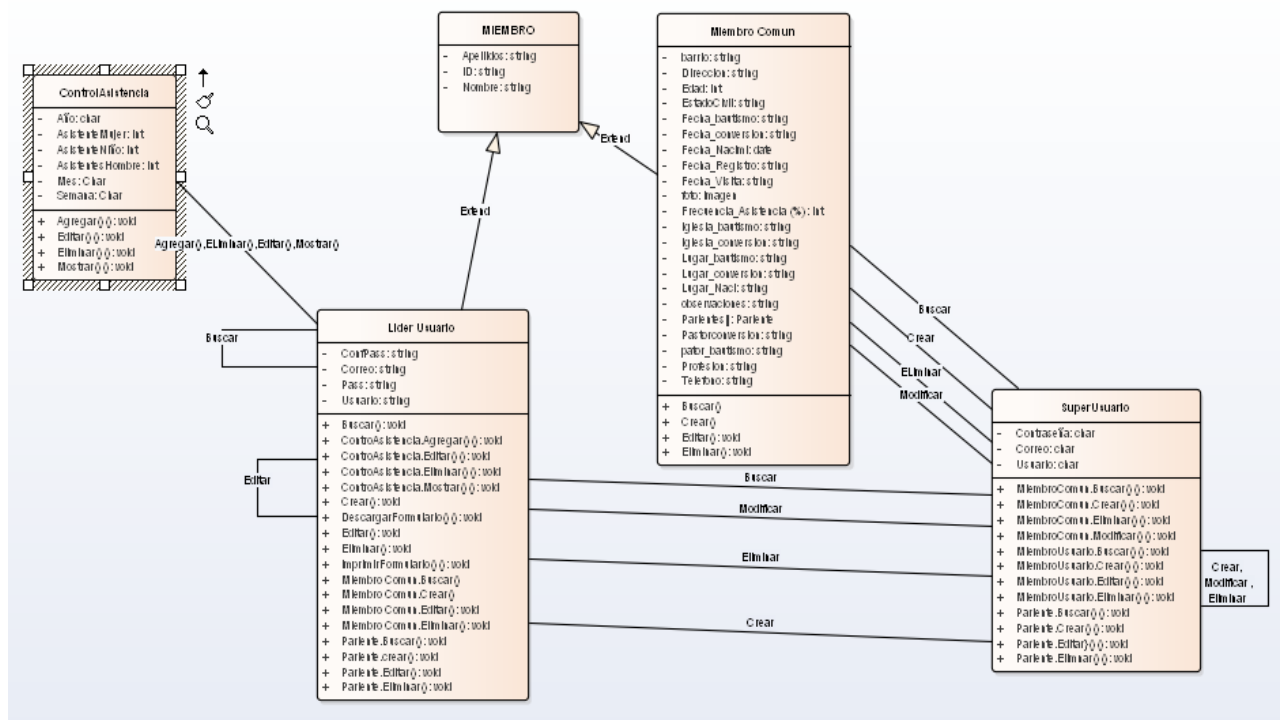 MIEMBRO
- Apellidos: string
- ID: string
- Nombre: string
Miembro Comun
- barrio: string
- Direccion: string
- Edad: int
- EstadoCivil: string
- Fecha_bautismo: string
- Fecha_conversion: string
- Fecha_Nacimi: date
- Fecha_Registro: string
- Fecha_Visita: string
- foto: Imagen
- Frecuencia_Asistencia (%): int
- Iglesia_bautismo: string
- Iglesia_conversion: string
- Lugar_bautismo: string
- Lugar_conversion: string
- Lugar_Naci: string
- observaciones: string
- Parientes[]: Pariente
- Pastorconversion: string
- pator_bautismo: string
- Profesion: string
- Telefono: string
+ Buscar()
+ Crear()
+ Editar(): void
+ Eliminar(): void
ControlAsistencia
- Año: char
- AsistenteMujer: int
- AsistenteNiño: int
- AsistentesHombre: int
- Mes: Char
- Semana: Char
+ Agregar()(): void
+ Editar()(): void
+ Eliminar()(): void
+ Mostrar()(): void
Extend
Extend
Agregar(),ELiminar(),Editar(),Mostrar()
Buscar
Editar
Lider Usuario
- ConfPass: string
- Correo: string
- Pass: string
- Usuario: string
+ Buscar(): void
+ ControAsistencia.Agregar()(): void
+ ControAsistencia.Editar()(): void
+ ControAsistencia.Eliminar()(): void
+ ControAsistencia.Mostrar()(): void
+ Crear(): void
+ DescargarFormulario()(): void
+ Editar(): void
+ Eliminar(): void
+ ImprimirFormulario()(): void
+ Miembro Comun.Buscar()
+ Miembro Comun.Crear()
+ Miembro Comun.Editar(): void
+ Miembro Comun.Eliminar(): void
+ Pariente.Buscar(): void
+ Pariente.crear(): void
+ Pariente.Editar(): void
+ Pariente.Eliminar(): void
Buscar
Crear
ELiminar
Modificar
Buscar
Modificar
Eliminar
Crear
SuperUsuario
- Contraseña: char
- Correo: char
- Usuario: char
+ MiembroComun.Buscar()(): void
+ MiembroComun.Crear()(): void
+ MiembroComun.Eliminar()(): void
+ MiembroComun.Modificar()(): void
+ MiembroUsuario.Buscar()(): void
+ MiembroUsuario.Crear()(): void
+ MiembroUsuario.Editar()(): void
+ MiembroUsuario.Eliminar()(): void
+ Pariente.Buscar()(): void
+ Pariente.Crear()(): void
+ Pariente.Editar}()(): void
+ Pariente.Elimnar()(): void
Crear,
Modificar ,
Eliminar